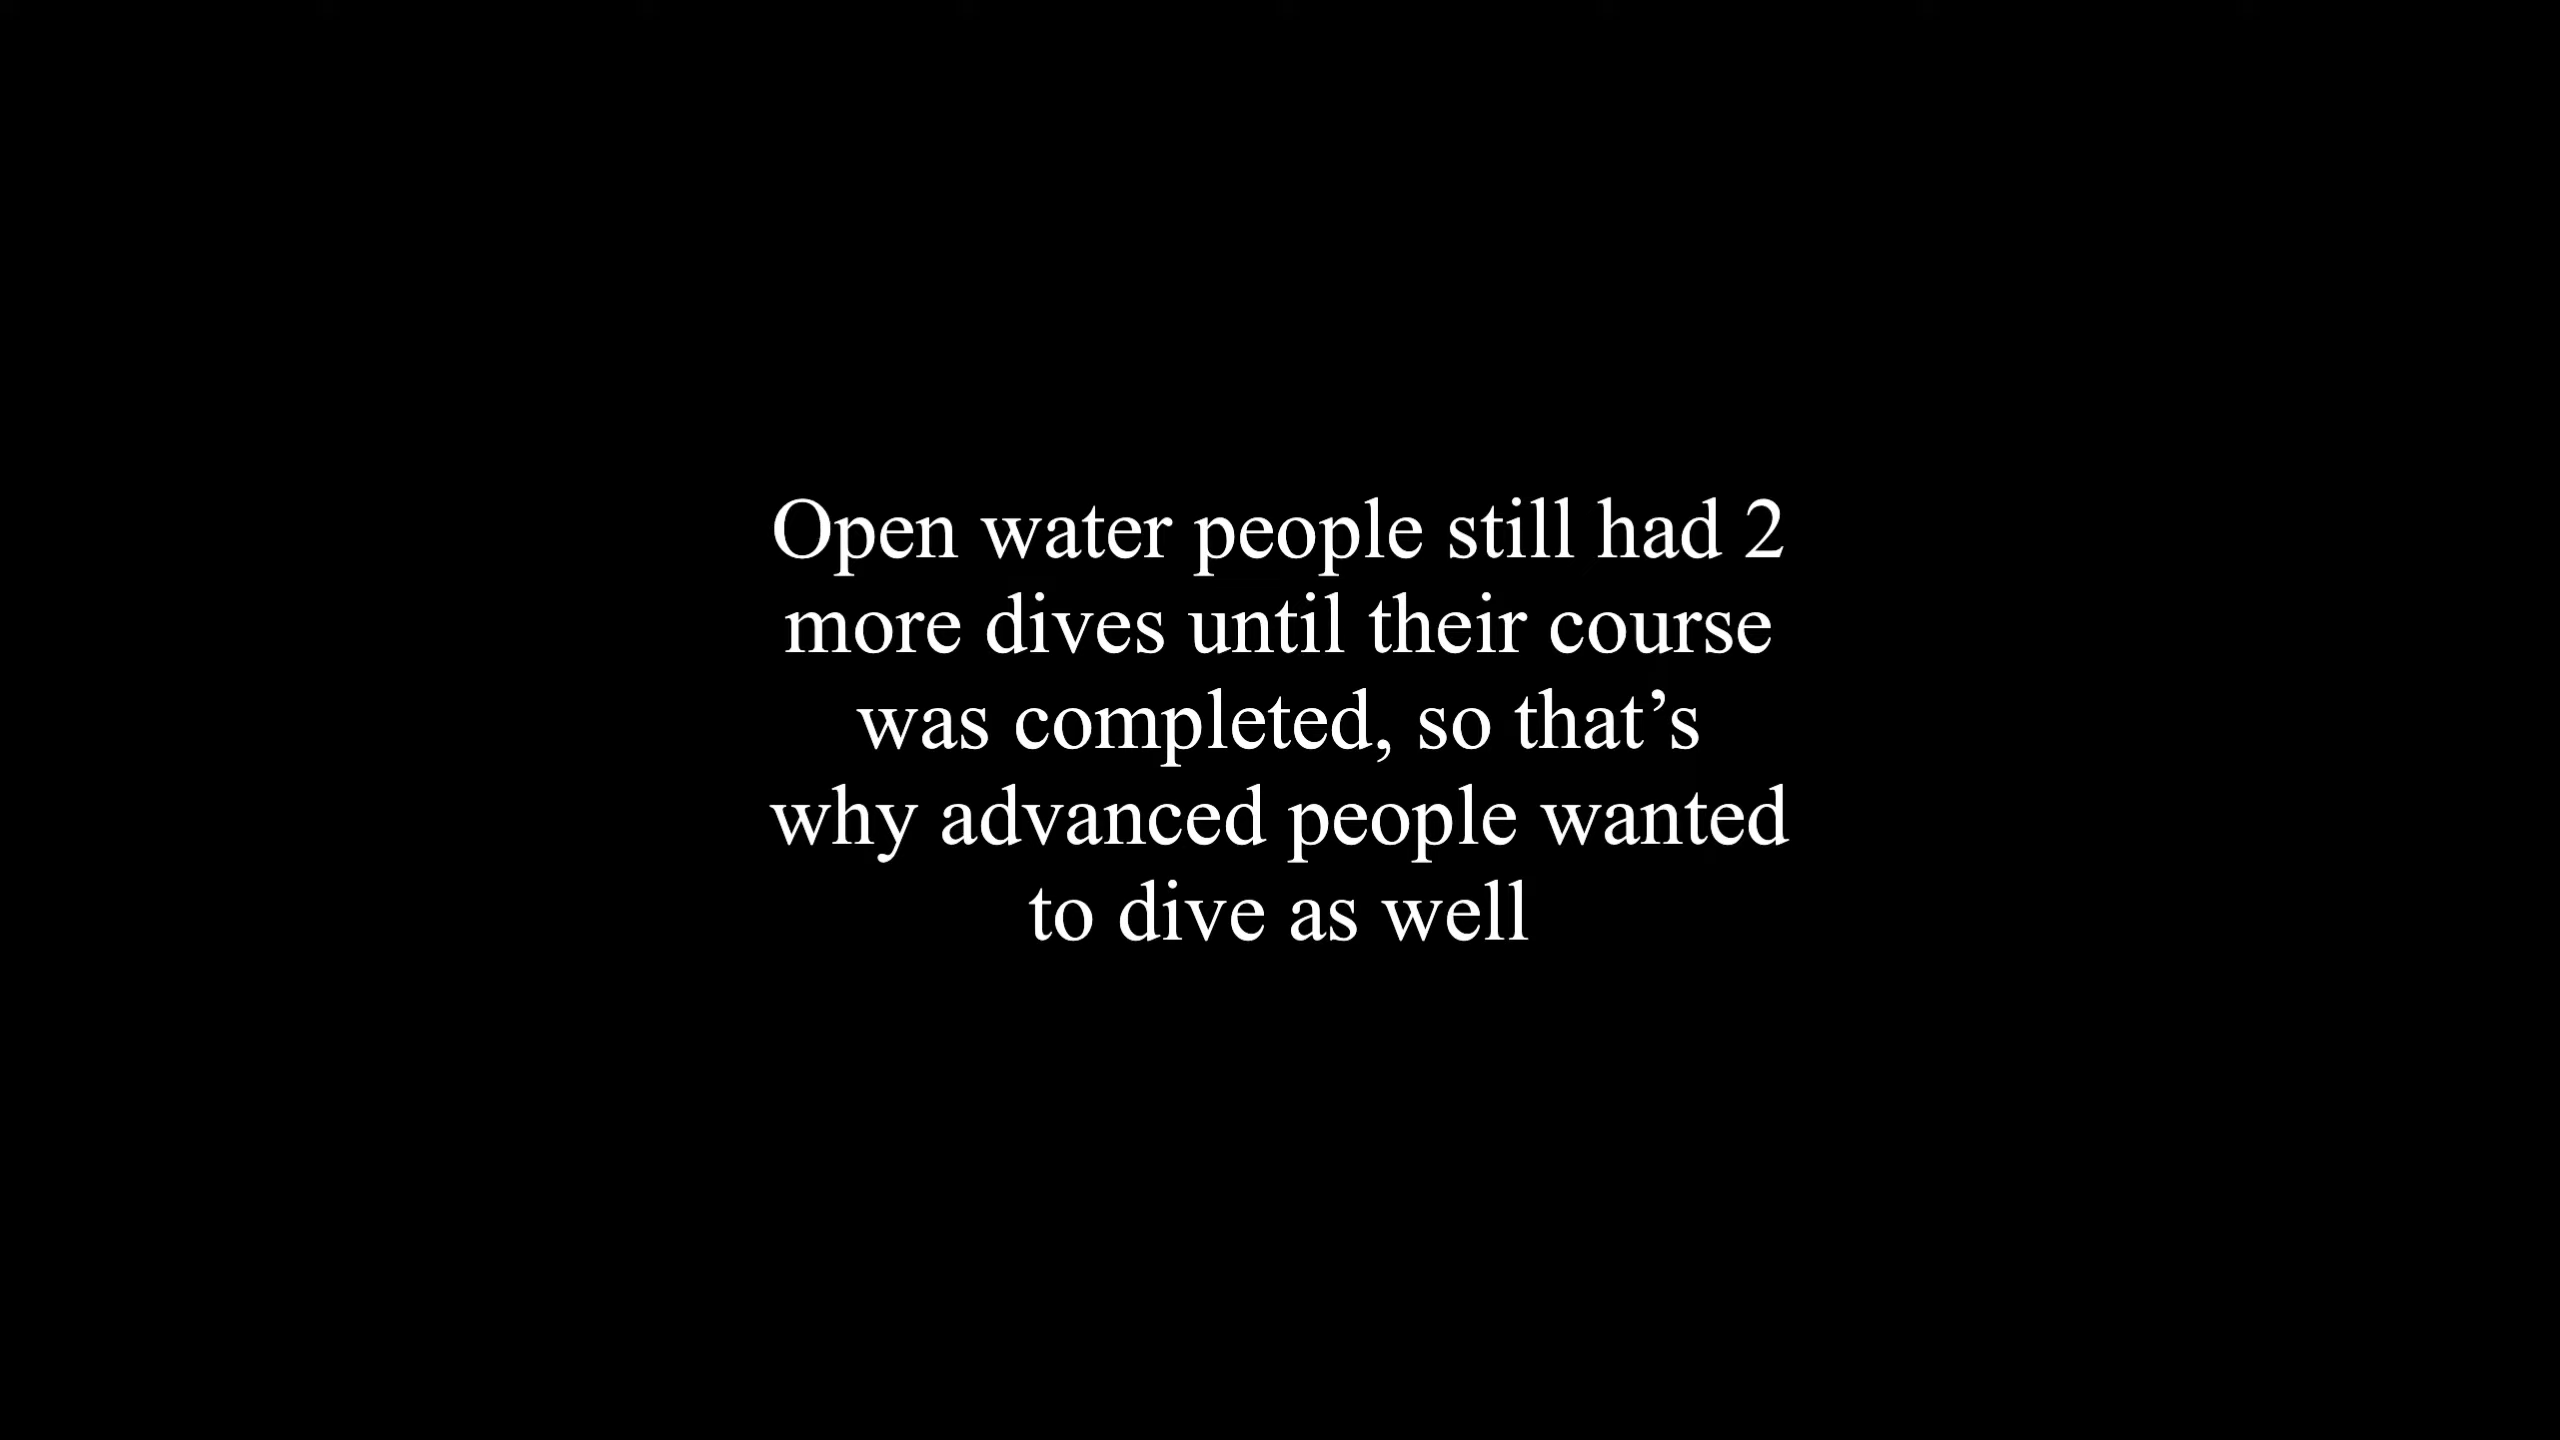 Open water people still had 2
more dives until their course
was completed, so that’s
why advanced people wanted
to dive as well